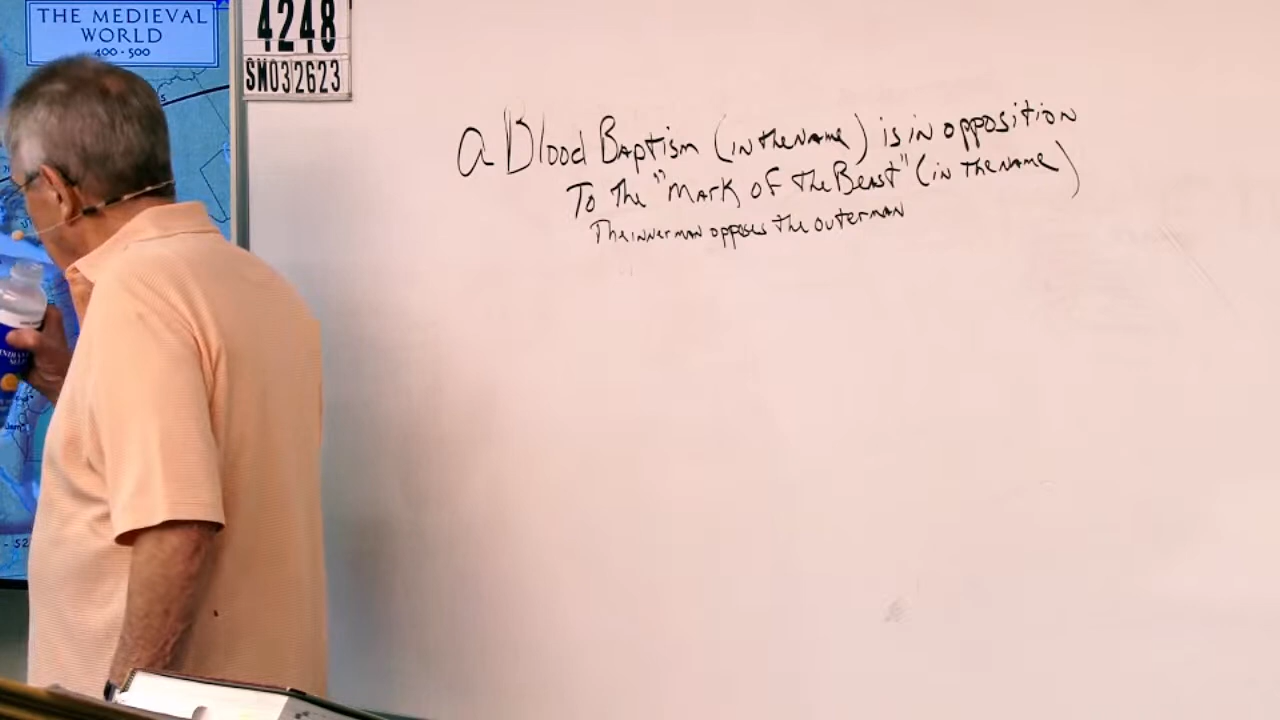 THE MEDIEVAL
WORLD
400 - 500
4248
SM032623
a Blood Baptism (in the name) is in opposition
To The "Mark of the Beast" (in the name)
The inner man opposes the outer man
- 52